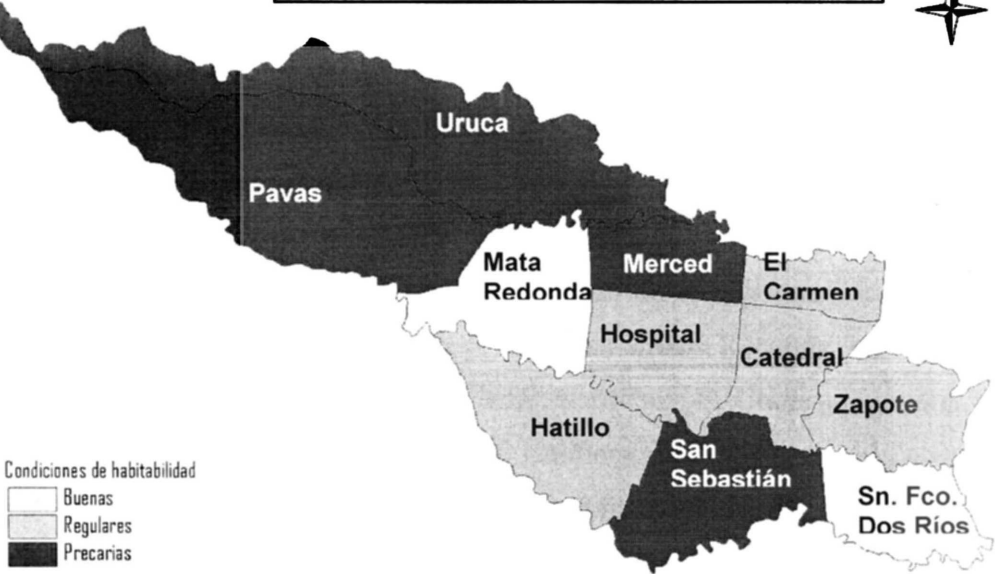 Uruca
Pavas
Mata
Redonda
Merced
El
Carmen
Hospital
Catedral
Zapote
Hatillo
San
Sebastián
Sn. Fco.
Dos Ríos
Condiciones de habitabilidad
Buenas
Regulares
Precarias